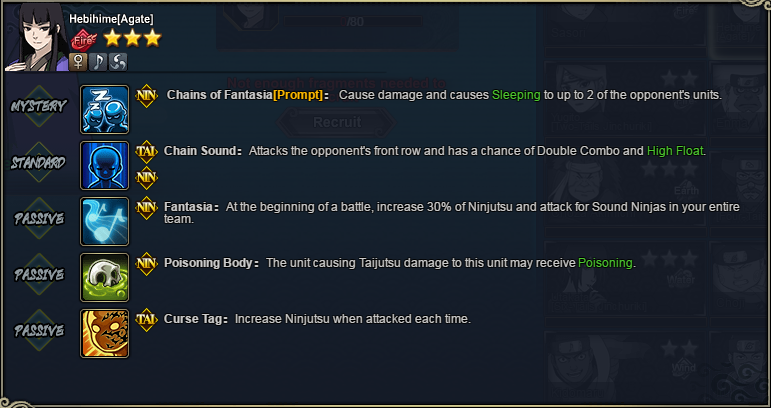 Hebihime[Agate]
Fire
/80
Recruit
MYSTERY
NIN
Chains of Fantasia[Prompt]： Cause damage and causes Sleeping to up to 2 of the opponent's units.
STANDARD
TAI
Chain Sound：Attacks the opponent's front row and has a chance of Double Combo and High Float.
NIN
PASSIVE
NIN
Fantasia：At the beginning of a battle, increase 30% of Ninjutsu and attack for Sound Ninjas in your entire
team.
PASSIVE
NIN
Poisoning Body：The unit causing Taijutsu damage to this unit may receive Poisoning.
PASSIVE
TAI
Curse Tag：Increase Ninjutsu when attacked each time.